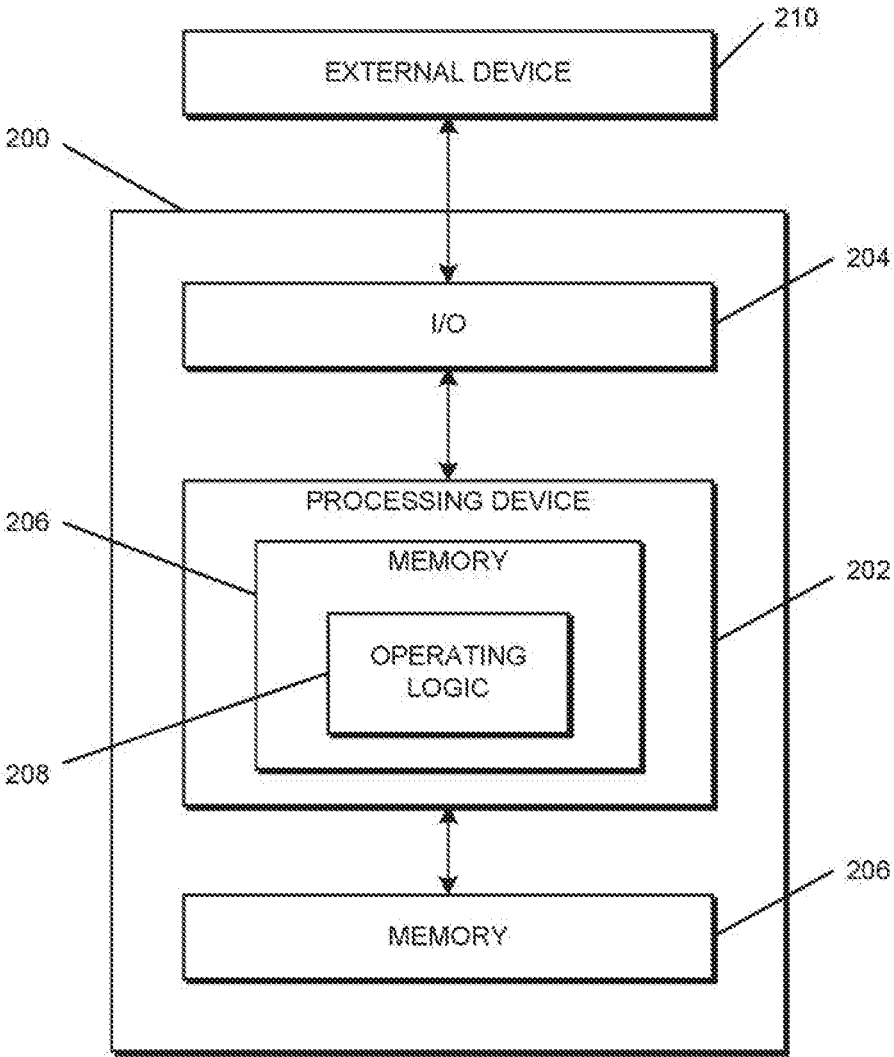 210
EXTERNAL DEVICE
200
204
I/O
PROCESSING DEVICE
206
MEMORY
202
OPERATING
LOGIC
208
206
MEMORY